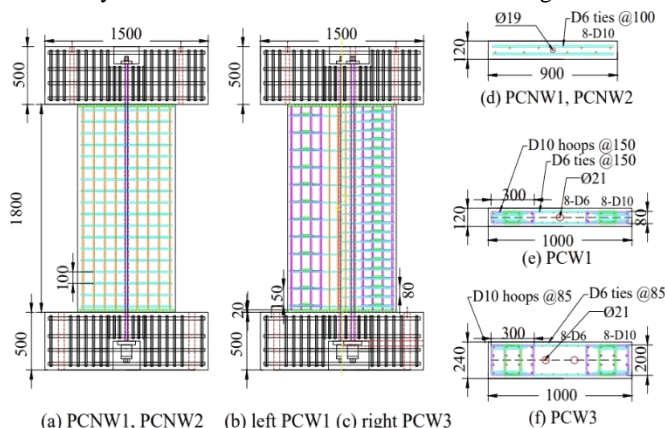 1500
1500
500
500
1800
100
150
20
80
500
500
(a) PCNW1, PCNW2
(b) left PCW1 (c) right PCW3
Ø19
D6 ties @100
8-D10
120
900
(d) PCNW1, PCNW2
D10 hoops @150
D6 ties @150
Ø21
300
8-D6
8-D10
120
80
1000
(e) PCW1
D10 hoops @85
D6 ties @85
Ø21
300
8-D6
8-D10
240
200
1000
(f) PCW3